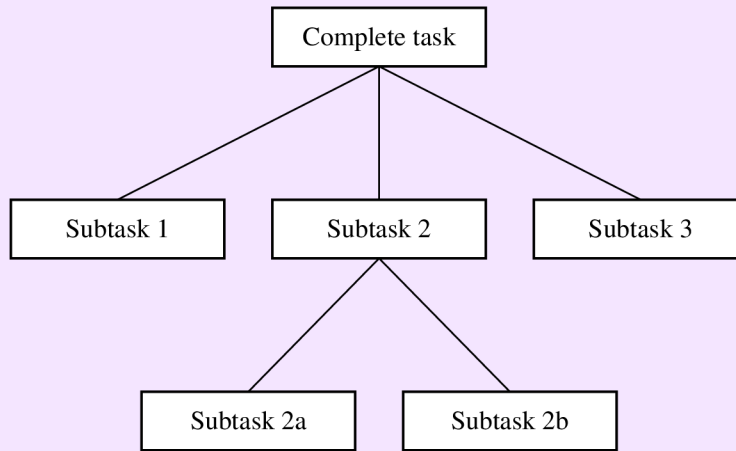 Complete task
Subtask 1
Subtask 2
Subtask 3
Subtask 2a
Subtask 2b